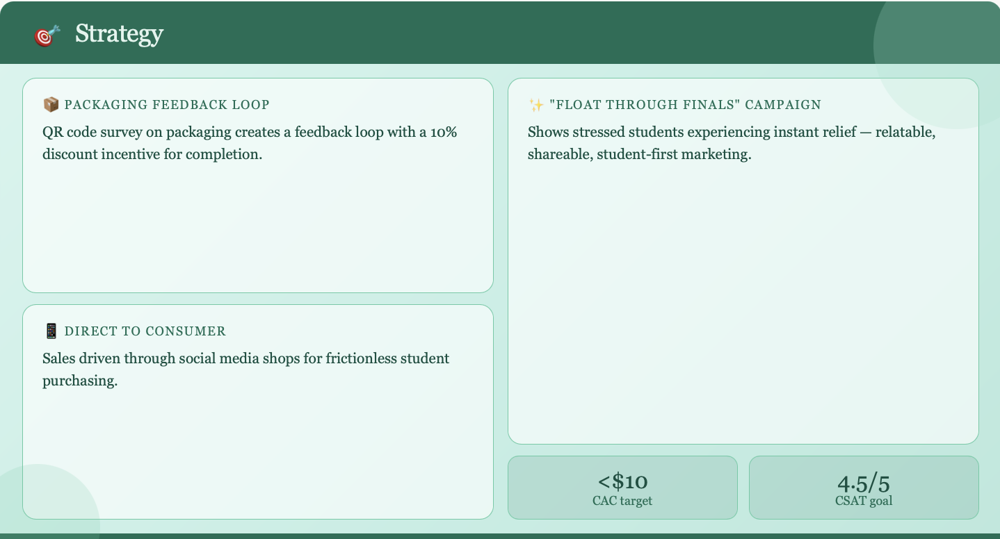 Strategy
PACKAGING FEEDBACK LOOP
QR code survey on packaging creates a feedback loop with a 10%
discount incentive for completion.
DIRECT TO CONSUMER
Sales driven through social media shops for frictionless student
purchasing.
"FLOAT THROUGH FINALS" CAMPAIGN
Shows stressed students experiencing instant relief — relatable,
shareable, student-first marketing.
<$10
CAC target
4.5/5
CSAT goal